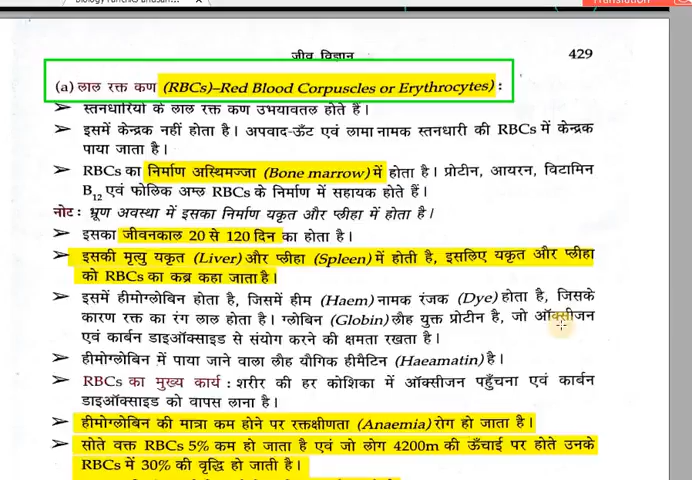 Translation
जीव विज्ञान
429
(a) लाल रक्त कण (RBCs)–Red Blood Corpuscles or Erythrocytes) :
➢ स्तनधारियों के लाल रक्त कण उभयावतल होते हैं।
➢ इसमें केन्द्रक नहीं होता है। अपवाद-ऊँट एवं लामा नामक स्तनधारी की RBCs में केन्द्रक
पाया जाता है।
➢ RBCs का निर्माण अस्थिमज्जा (Bone marrow) में होता है। प्रोटीन, आयरन, विटामिन
B12 एवं फोलिक अम्ल RBCs के निर्माण में सहायक होते हैं।
नोट : भ्रूण अवस्था में इसका निर्माण यकृत और प्लीहा में होता है।
➢ इसका जीवनकाल 20 से 120 दिन का होता है।
➢ इसकी मृत्यु यकृत (Liver) और प्लीहा (Spleen) में होती है, इसलिए यकृत और प्लीहा
को RBCs का कब्र कहा जाता है।
➢ इसमें हीमोग्लोबिन होता है, जिसमें हीम (Haem) नामक रंजक (Dye) होता है, जिसके
कारण रक्त का रंग लाल होता है। ग्लोबिन (Globin) लौह युक्त प्रोटीन है, जो ऑक्सीजन
एवं कार्बन डाइऑक्साइड से संयोग करने की क्षमता रखता है।
➢ हीमोग्लोबिन में पाया जाने वाला लौह यौगिक हीमैटिन (Haeamatin) है।
➢ RBCs का मुख्य कार्य : शरीर की हर कोशिका में ऑक्सीजन पहुँचना एवं कार्बन
डाइऑक्साइड को वापस लाना है।
➢ हीमोग्लोबिन की मात्रा कम होने पर रक्तक्षीणता (Anaemia) रोग हो जाता है।
➢ सोते वक्त RBCs 5% कम हो जाता है एवं जो लोग 4200m की ऊँचाई पर होते उनके
RBCs में 30% की वृद्धि हो जाती है।